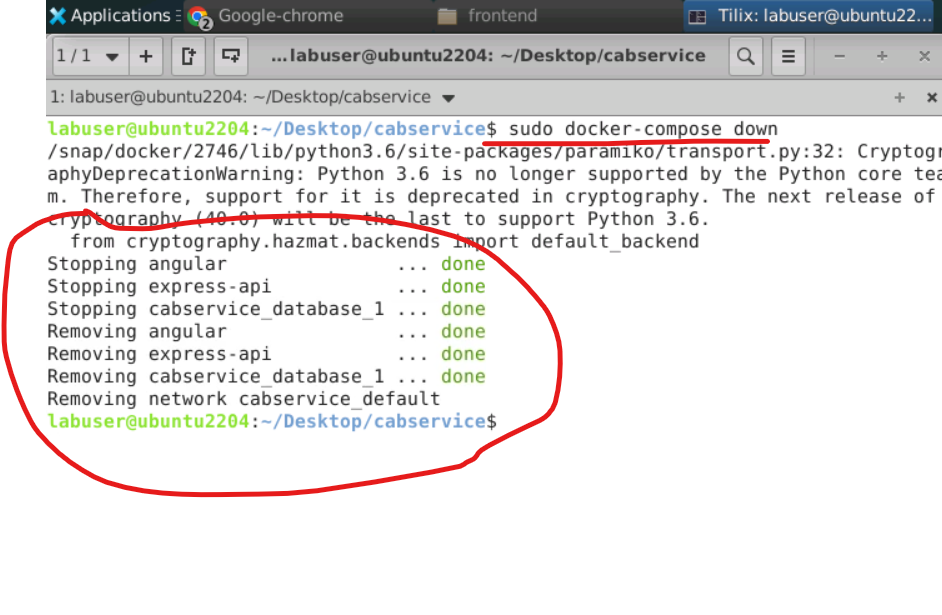 Applications
2
Google-chrome
frontend
Tilix: labuser@ubuntu22...
1 / 1
...labuser@ubuntu2204: ~/Desktop/cabservice
1: labuser@ubuntu2204: ~/Desktop/cabservice
labuser@ubuntu2204:~/Desktop/cabservice$ sudo docker-compose down
/snap/docker/2746/lib/python3.6/site-packages/paramiko/transport.py:32: Cryptogr
aphyDeprecationWarning: Python 3.6 is no longer supported by the Python core tea
m. Therefore, support for it is deprecated in cryptography. The next release of
cryptography (40.0) will be the last to support Python 3.6.
from cryptography.hazmat.backends import default_backend
Stopping angular ... done
Stopping express-api ... done
Stopping cabservice_database_1 ... done
Removing angular ... done
Removing express-api ... done
Removing cabservice_database_1 ... done
Removing network cabservice_default
labuser@ubuntu2204:~/Desktop/cabservice$